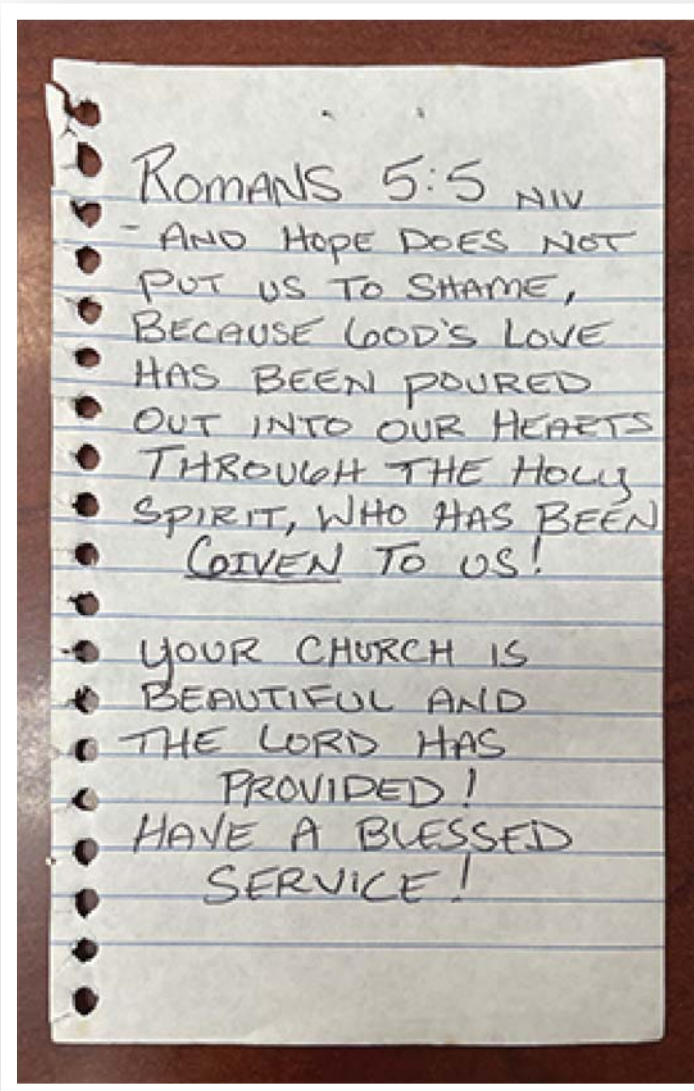 ROMANS 5:5 NIV
- AND HOPE DOES NOT
PUT US TO SHAME,
BECAUSE GOD'S LOVE
HAS BEEN POURED
OUT INTO OUR HEARTS
THROUGH THE HOLY
SPIRIT, WHO HAS BEEN
GIVEN TO US!
YOUR CHURCH IS
BEAUTIFUL AND
THE LORD HAS
PROVIDED!
HAVE A BLESSED
SERVICE!